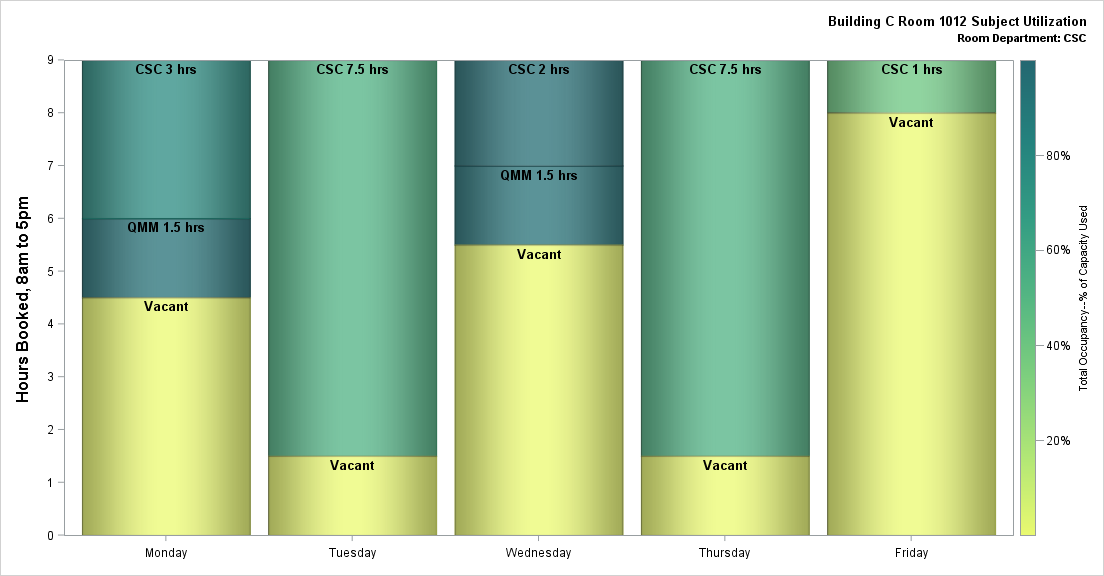 Building C Room 1012 Subject Utilization
Room Department: CSC
Hours Booked, 8am to 5pm
9
8
7
6
5
4
3
2
1
0
CSC 3 hrs
QMM 1.5 hrs
Vacant
CSC 7.5 hrs
Vacant
CSC 2 hrs
QMM 1.5 hrs
Vacant
CSC 7.5 hrs
Vacant
CSC 1 hrs
Vacant
Monday
Tuesday
Wednesday
Thursday
Friday
80%
60%
40%
20%
Total Occupancy--% of Capacity Used